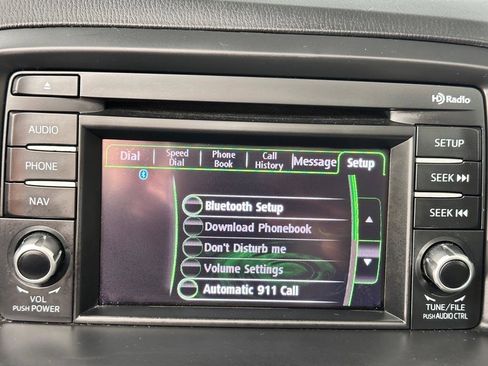 HD Radio
AUDIO
PHONE
NAV
VOL
PUSH POWER
Dial
Speed
Dial
Phone
Book
Call
History
Message
Setup
Bluetooth Setup
Download Phonebook
Don't Disturb me
Volume Settings
Automatic 911 Call
SETUP
SEEK
SEEK
TUNE/FILE
PUSH AUDIO CTRL